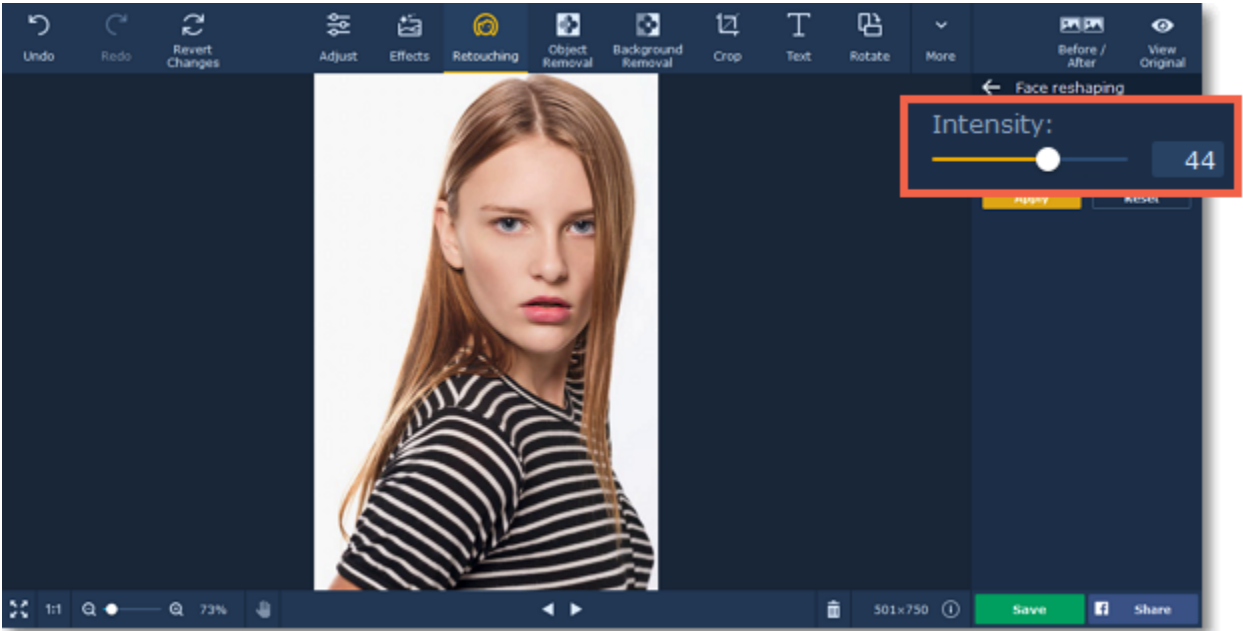 Undo
Redo
Revert
Changes
Adjust
Effects
Retouching
Object
Removal
Background
Removal
Crop
Text
Rotate
More
Before /
After
View
Original
Face reshaping
Intensity:
44
Apply
Reset
1:1
73%
501×750
Save
Share